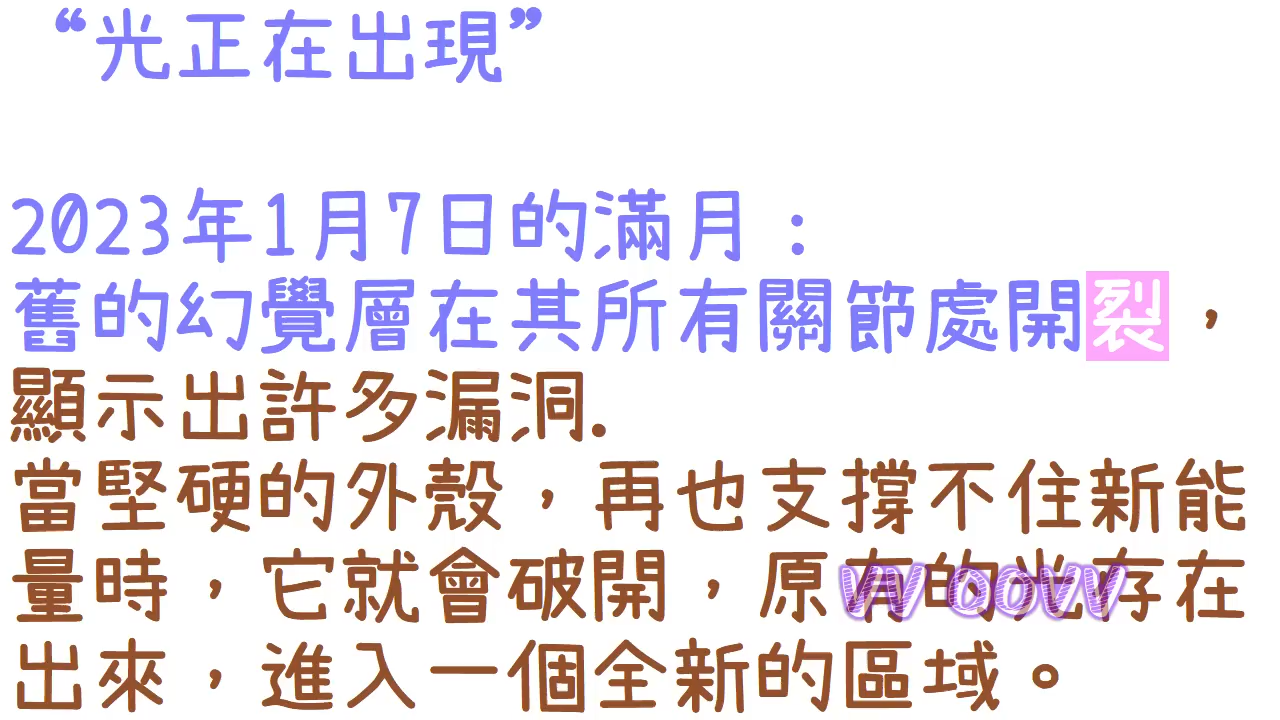 “光正在出現”
2023年1月7日的滿月：
舊的幻覺層在其所有關節處開裂，
顯示出許多漏洞.
當堅硬的外殼，再也支撐不住新能
量時，它就會破開，原有的光存在
出來，進入一個全新的區域。
VV OOVV